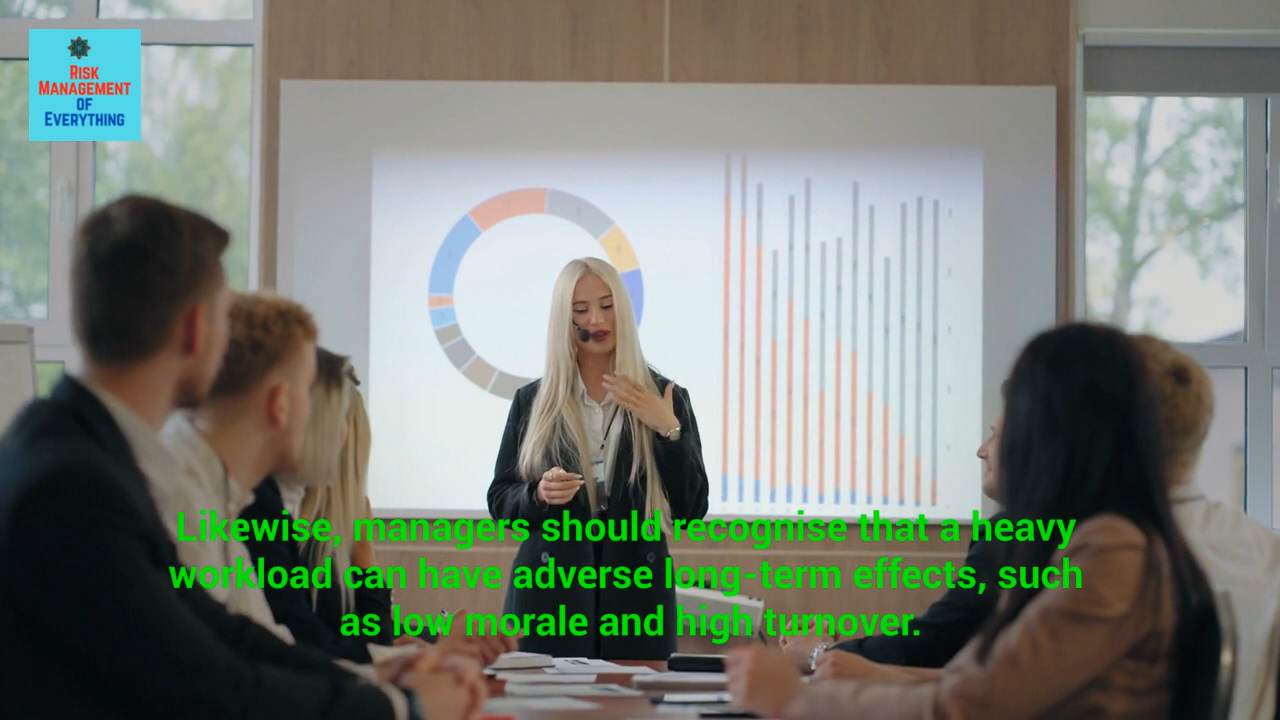 Risk
Management
of
Everything
Likewise, managers should recognise that a heavy
workload can have adverse long-term effects, such
as low morale and high turnover.